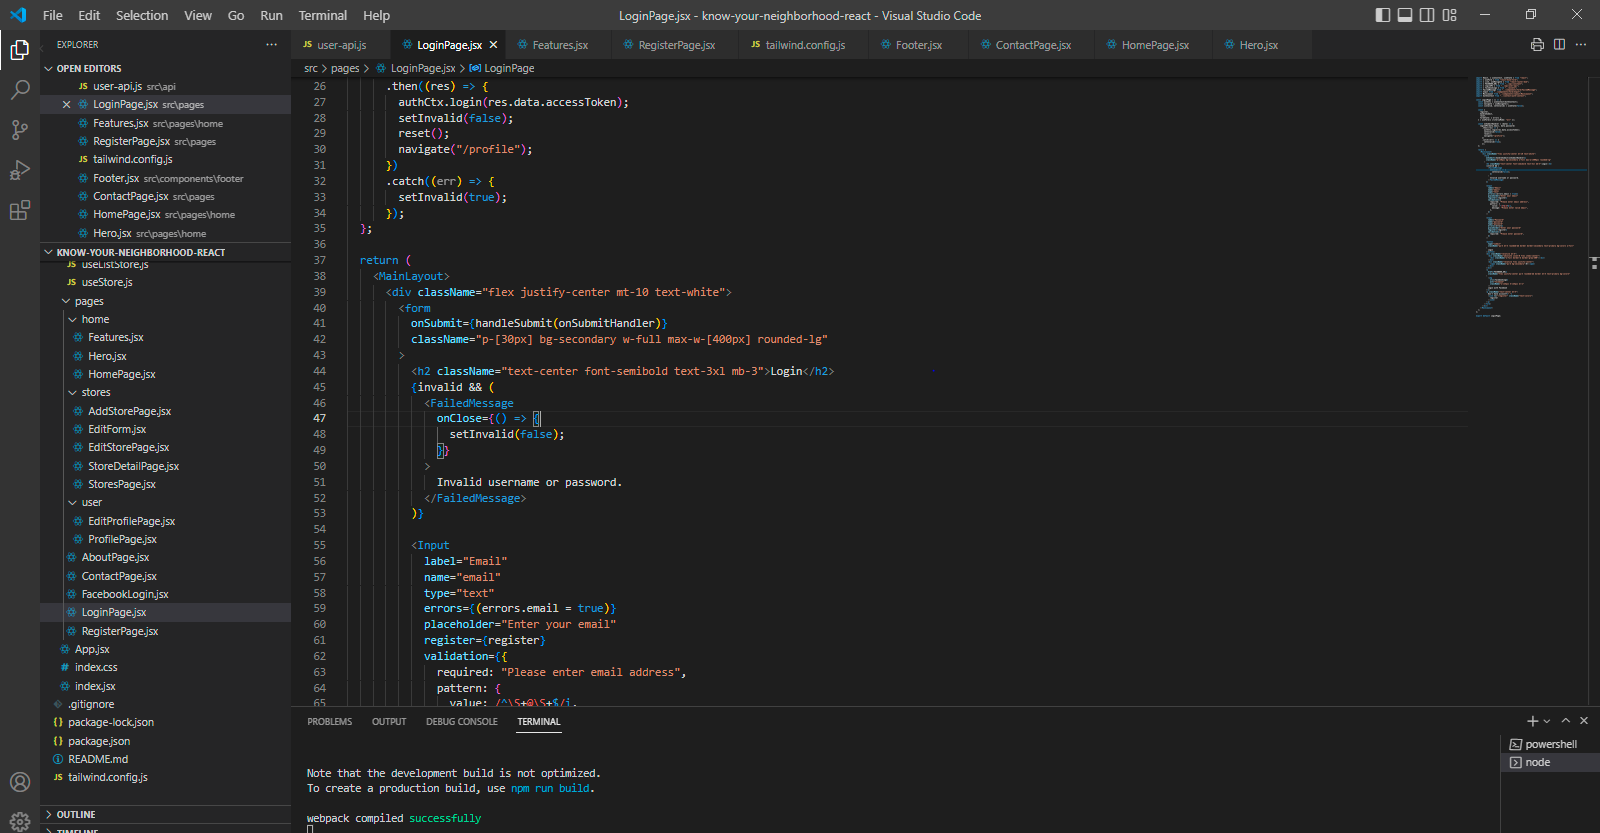 File Edit Selection View Go Run Terminal Help LoginPage.jsx - know-your-neighborhood-react - Visual Studio Code
EXPLORER
JS user-api.js LoginPage.jsx Features.jsx RegisterPage.jsx JS tailwind.config.js Footer.jsx ContactPage.jsx HomePage.jsx Hero.jsx
src > pages > LoginPage.jsx > LoginPage
OPEN EDITORS
JS user-api.js src\api
LoginPage.jsx src\pages
Features.jsx src\pages\home
RegisterPage.jsx src\pages
JS tailwind.config.js
Footer.jsx src\components\footer
ContactPage.jsx src\pages
HomePage.jsx src\pages\home
Hero.jsx src\pages\home
KNOW-YOUR-NEIGHBORHOOD-REACT
JS useListStore.js
JS useStore.js
pages
home
Features.jsx
Hero.jsx
HomePage.jsx
stores
AddStorePage.jsx
EditForm.jsx
EditStorePage.jsx
StoreDetailPage.jsx
StoresPage.jsx
user
EditProfilePage.jsx
ProfilePage.jsx
AboutPage.jsx
ContactPage.jsx
FacebookLogin.jsx
LoginPage.jsx
RegisterPage.jsx
App.jsx
# index.css
index.jsx
.gitignore
{} package-lock.json
{} package.json
README.md
JS tailwind.config.js
OUTLINE
TIMELINE
26 .then((res) => {
27 authCtx.login(res.data.accessToken);
28 setInvalid(false);
29 reset();
30 navigate("/profile");
31 })
32 .catch((err) => {
33 setInvalid(true);
34 });
35 };
36
37 return (
38 <MainLayout>
39 <div className="flex justify-center mt-10 text-white">
40 <form
41 onSubmit={handleSubmit(onSubmitHandler)}
42 className="p-[30px] bg-secondary w-full max-w-[400px] rounded-lg"
43 >
44 <h2 className="text-center font-semibold text-3xl mb-3">Login</h2>
45 {invalid && (
46 <FailedMessage
47 onClose={() => {
48 setInvalid(false);
49 }}
50 >
51 Invalid username or password.
52 </FailedMessage>
53 )}
54
55 <Input
56 label="Email"
57 name="email"
58 type="text"
59 errors={(errors.email = true)}
60 placeholder="Enter your email"
61 register={register}
62 validation={{
63 required: "Please enter email address",
64 pattern: {
65 value: /^\S+@\S+$/i,
PROBLEMS OUTPUT DEBUG CONSOLE TERMINAL
Note that the development build is not optimized.
To create a production build, use npm run build.
webpack compiled successfully
powershell
node